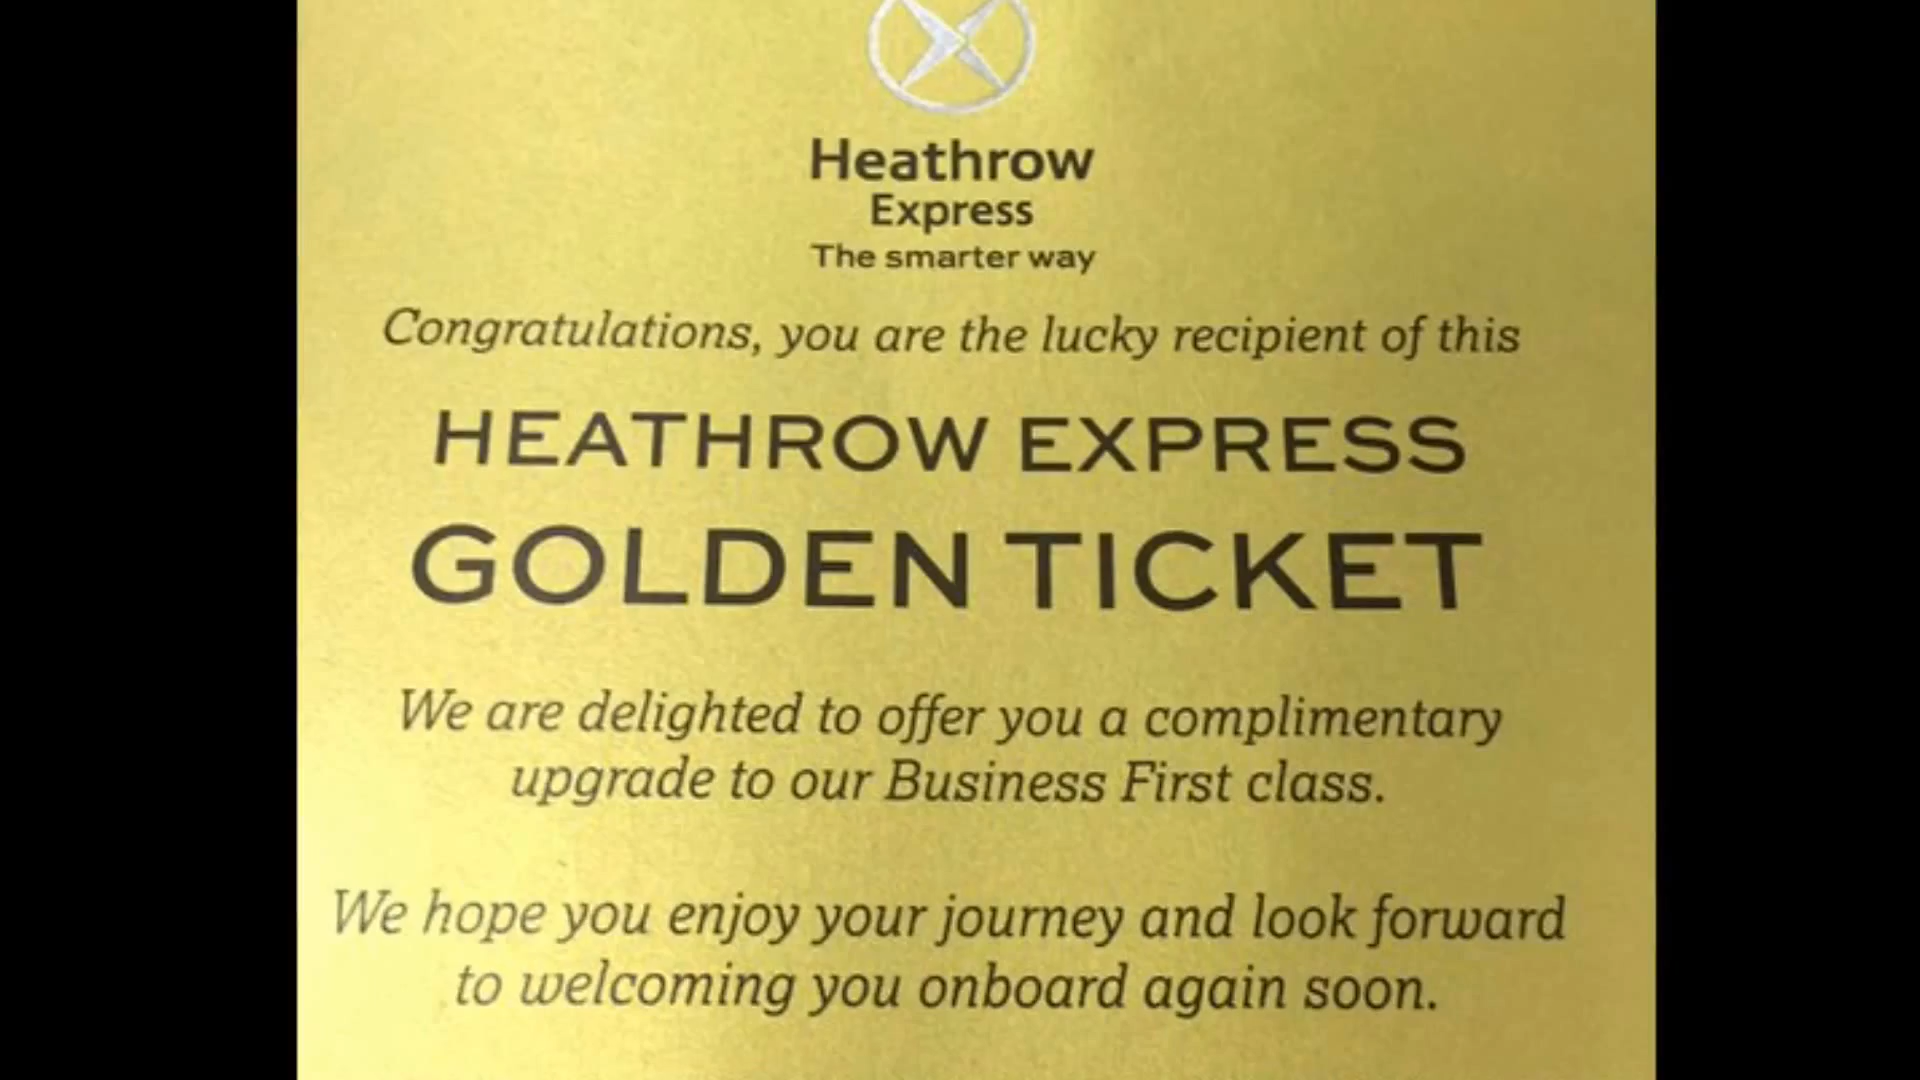 Heathrow
Express
The smarter way
Congratulations, you are the lucky recipient of this
HEATHROW EXPRESS
GOLDEN TICKET
We are delighted to offer you a complimentary
upgrade to our Business First class.
We hope you enjoy your journey and look forward
to welcoming you onboard again soon.